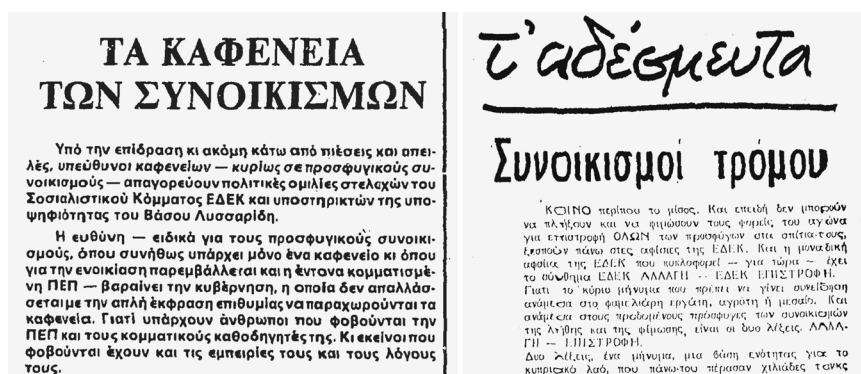 ΤΑ ΚΑΦΕΝΕΙΑ
ΤΩΝ ΣΥΝΟΙΚΙΣΜΩΝ
Υπό την επίδραση κι ακόμη κάτω από πιέσεις και απει-
λές, υπεύθυνοι καφενείων — κυρίως σε προσφυγικούς συ-
νοικισμούς — απαγορεύουν πολιτικές ομιλίες στελεχών του
Σοσιαλιστικού Κόμματος ΕΔΕΚ και υποστηρικτών της υπο-
ψηφιότητας του Βάσου Λυσσαρίδη.
Η ευθύνη — ειδικά για τους προσφυγικούς συνοικι-
σμούς, όπου συνήθως υπάρχει μόνο ένα καφενείο κι όπου
για την ενοικίαση παρεμβάλλεται και η έντονα κομματισμέ-
νη ΠΕΠ — βαραίνει την κυβέρνηση, η οποία δεν απαλλάσ-
σεται με την απλή έκφραση επιθυμίας να παραχωρούνται τα
καφενεία. Γιατί υπάρχουν άνθρωποι που φοβούνται την
ΠΕΠ και τους κομματικούς καθοδηγητές της. Κι εκείνοι που
φοβούνται έχουν και τις εμπειρίες τους και τους λόγους
τους.
τ' αδέσμευτα
Συνοικισμοί τρόμου
ΚΟΙΝΟ περίπου το μίσος. Και επειδή δεν μπορούν
να πλήξουν και να φιμώσουν τους φορείς του αγώνα
για επιστροφή ΟΛΩΝ των προσφύγων στα σπίτια τους,
ξεσπούν πάνω στες αφίσιες της ΕΔΕΚ. Και η μοναδική
αφίσια της ΕΔΕΚ που κυκλοφορεί — για τώρα — έχει
το σύνθημα ΕΔΕΚ ΑΛΛΑΓΗ -- ΕΔΕΚ ΕΠΙΣΤΡΟΦΗ.
Γιατί το κύριο μήνυμα που πρέπει να γίνει συνείδηση
ανάμεσα στο φαμελιάρη εργάτη, αγρότη ή μεσαίο. Και
ανάμεσα στους προδομένους πρόσφυγες των συνοικισμών
της λήθης και της φίμωσης, είναι οι δυο λέξεις. ΑΛΛΑ-
ΓΗ — ΕΠΙΣΤΡΟΦΗ.
Δυο λέξεις, ένα μήνυμα, μια βάση ενότητας για το
κυπριακό λαό, που πάνω-του πέρασαν χιλιάδες τανκς